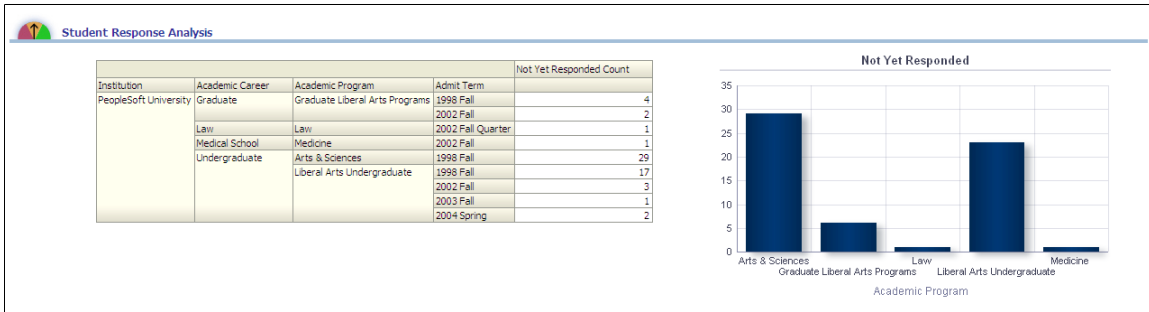 Student Response Analysis
Not Yet Responded Count
Institution Academic Career Academic Program Admit Term
PeopleSoft University Graduate Graduate Liberal Arts Programs 1998 Fall 4
2002 Fall 2
Law Law 2002 Fall Quarter 1
Medical School Medicine 2002 Fall 1
Undergraduate Arts & Sciences 1998 Fall 29
Liberal Arts Undergraduate 1998 Fall 17
2002 Fall 3
2003 Fall 1
2004 Spring 2
Not Yet Responded
35
30
25
20
15
10
5
0
Arts & Sciences Law Medicine
Graduate Liberal Arts Programs Liberal Arts Undergraduate
Academic Program